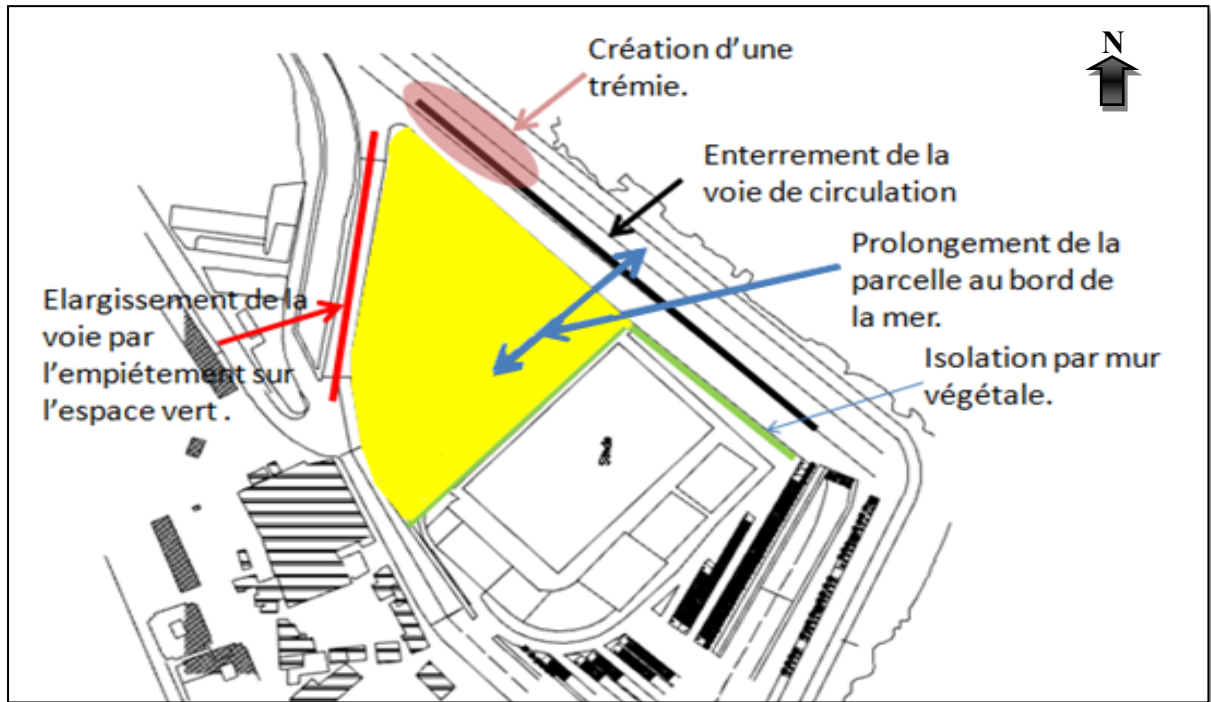 N
Création d’une
trémie.
Enterrement de la
voie de circulation
Prolongement de la
parcelle au bord de
la mer.
Isolation par mur
végétale.
Elargissement de la
voie par
l’empiétement sur
l’espace vert .
Stade